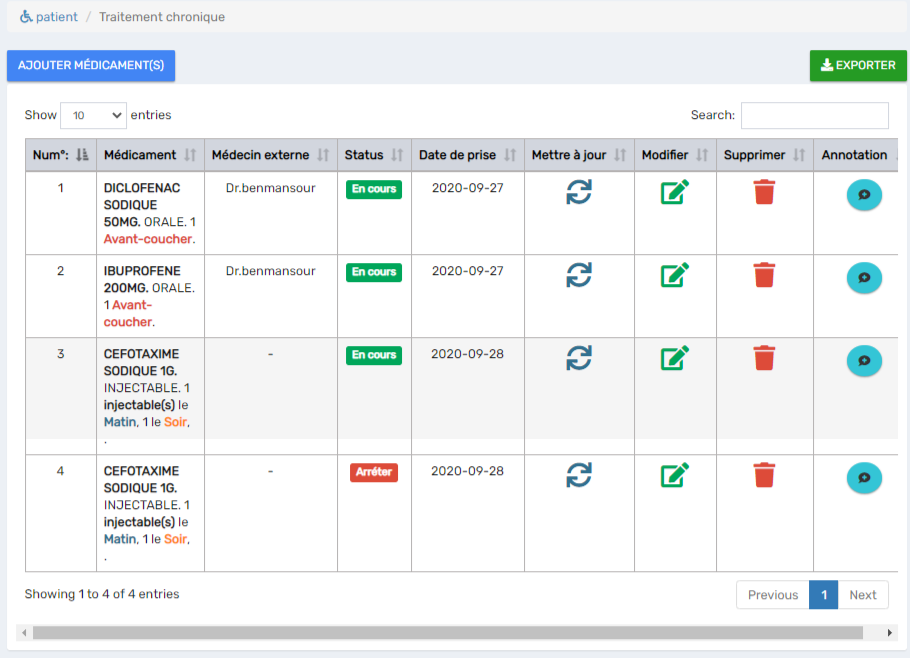 patient / Traitement chronique
AJOUTER MÉDICAMENT(S)
EXPORTER
Show 10 entries
Search:
Num°: Médicament Médecin externe Status Date de prise Mettre à jour Modifier Supprimer Annotation
1 DICLOFENAC Dr.benmansour En cours 2020-09-27
SODIQUE
50MG. ORALE. 1
Avant-coucher.
2 IBUPROFENE Dr.benmansour En cours 2020-09-27
200MG. ORALE.
1 Avant-
coucher.
3 CEFOTAXIME - En cours 2020-09-28
SODIQUE 1G.
INJECTABLE. 1
injectable(s) le
Matin, 1 le Soir,
.
4 CEFOTAXIME - Arréter 2020-09-28
SODIQUE 1G.
INJECTABLE. 1
injectable(s) le
Matin, 1 le Soir,
.
Showing 1 to 4 of 4 entries
Previous 1 Next